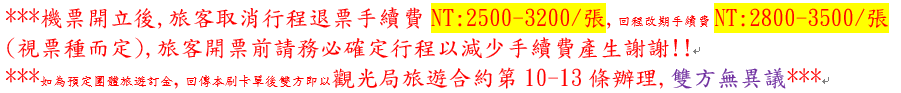 ***機票開立後,旅客取消行程退票手續費 NT:2500-3200/張,回程改期手續費 NT:2800-3500/張
(視票種而定),旅客開票前請務必確定行程以減少手續費產生謝謝!!
***如為預定團體旅遊訂金,回傳本刷卡單後雙方即以觀光局旅遊合約第 10-13 條辦理,雙方無異議***